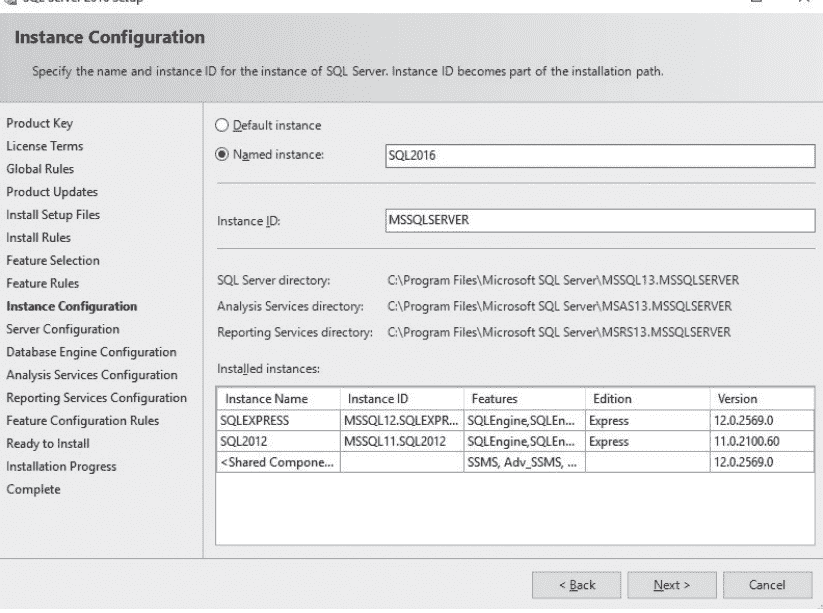 SQL Server 2016 Setup
Instance Configuration
Specify the name and instance ID for the instance of SQL Server. Instance ID becomes part of the installation path.
Product Key
License Terms
Global Rules
Product Updates
Install Setup Files
Install Rules
Feature Selection
Feature Rules
Instance Configuration
Server Configuration
Database Engine Configuration
Analysis Services Configuration
Reporting Services Configuration
Feature Configuration Rules
Ready to Install
Installation Progress
Complete
Default instance
Named instance: SQL2016
Instance ID: MSSQLSERVER
SQL Server directory: C:\Program Files\Microsoft SQL Server\MSSQL13.MSSQLSERVER
Analysis Services directory: C:\Program Files\Microsoft SQL Server\MSAS13.MSSQLSERVER
Reporting Services directory: C:\Program Files\Microsoft SQL Server\MSRS13.MSSQLSERVER
Installed instances:
Instance Name Instance ID Features Edition Version
SQLEXPRESS MSSQL12.SQLEXPR... SQLEngine,SQLEn... Express 12.0.2569.0
SQL2012 MSSQL11.SQL2012 SQLEngine,SQLEn... Express 11.0.2100.60
<Shared Compone... SSMS, Adv_SSMS, ... 12.0.2569.0
< Back Next > Cancel